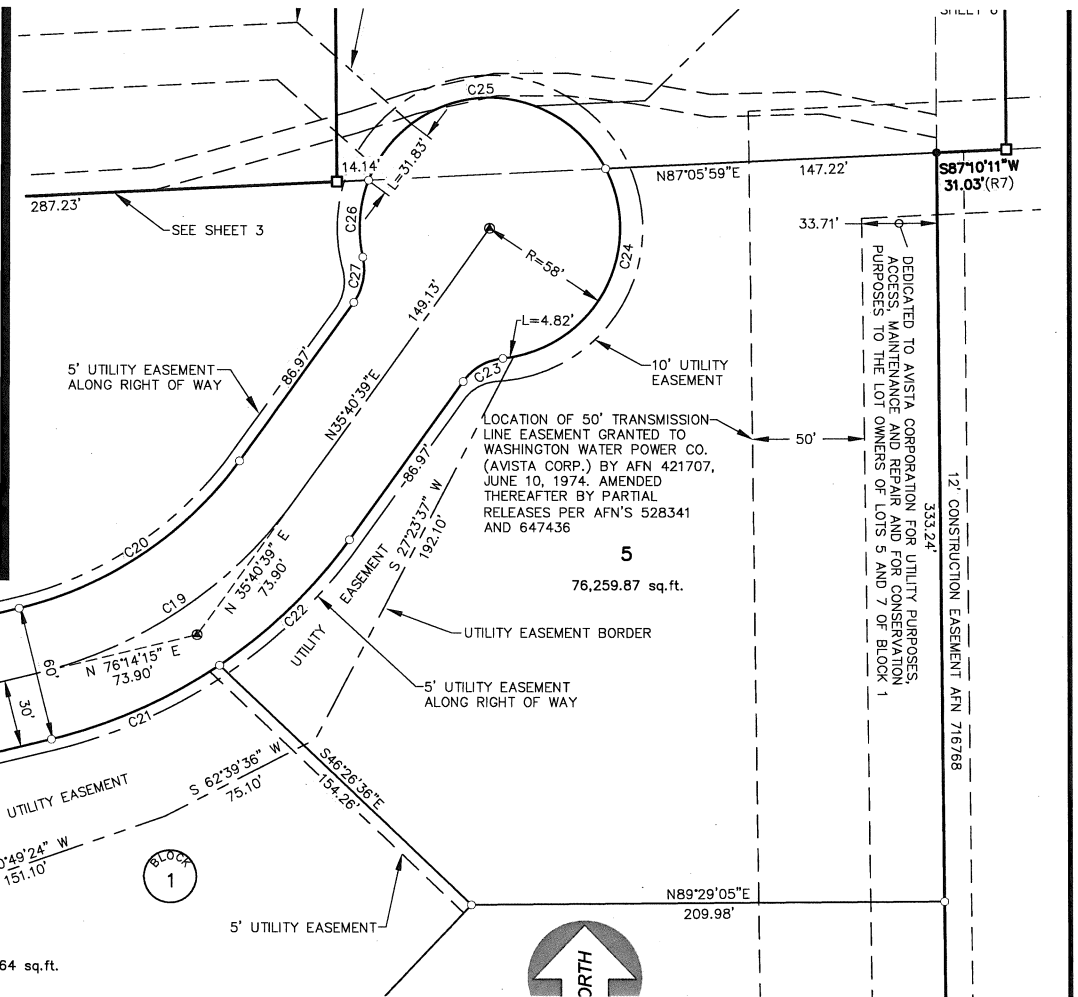 SHEET 6
C25
14.14'
L=31.83'
N87°05'59"E
147.22'
S87°10'11"W
31.03'(R7)
287.23'
SEE SHEET 3
C26
C24
33.71'
R=58'
C27
149.13'
L=4.82'
5' UTILITY EASEMENT
ALONG RIGHT OF WAY
86.97'
N35°40'39"E
C23
10' UTILITY
EASEMENT
DEDICATED TO AVISTA CORPORATION FOR UTILITY PURPOSES,
ACCESS, MAINTENANCE AND REPAIR AND FOR CONSERVATION
PURPOSES TO THE LOT OWNERS OF LOTS 5 AND 7 OF BLOCK 1
LOCATION OF 50' TRANSMISSION
LINE EASEMENT GRANTED TO
WASHINGTON WATER POWER CO.
(AVISTA CORP.) BY AFN 421707,
JUNE 10, 1974. AMENDED
THEREAFTER BY PARTIAL
RELEASES PER AFN'S 528341
AND 647436
50'
86.97'
S 27°23'37" W
192.10'
12' CONSTRUCTION EASEMENT AFN 716768
333.24'
5
76,259.87 sq.ft.
C20
C19
N 35°40'39" E
73.90'
C22
UTILITY EASEMENT
UTILITY EASEMENT BORDER
N 76°14'15" E
73.90'
60'
30'
5' UTILITY EASEMENT
ALONG RIGHT OF WAY
C21
S 62°39'36" W
75.10'
S46°26'36"E
154.26'
UTILITY EASEMENT
0°49'24" W
151.10'
BLOCK
1
N89°29'05"E
209.98'
5' UTILITY EASEMENT
64 sq.ft.
ORTH